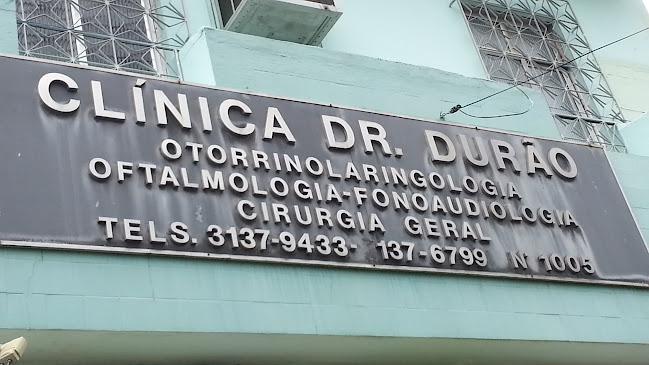 CLÍNICA DR. DURÃO
OTORRINOLARINGOLOGIA
OFTALMOLOGIA-FONOAUDIOLOGIA
CIRURGIA GERAL
TELS. 3137-9433- 137-6799 Nº 1005